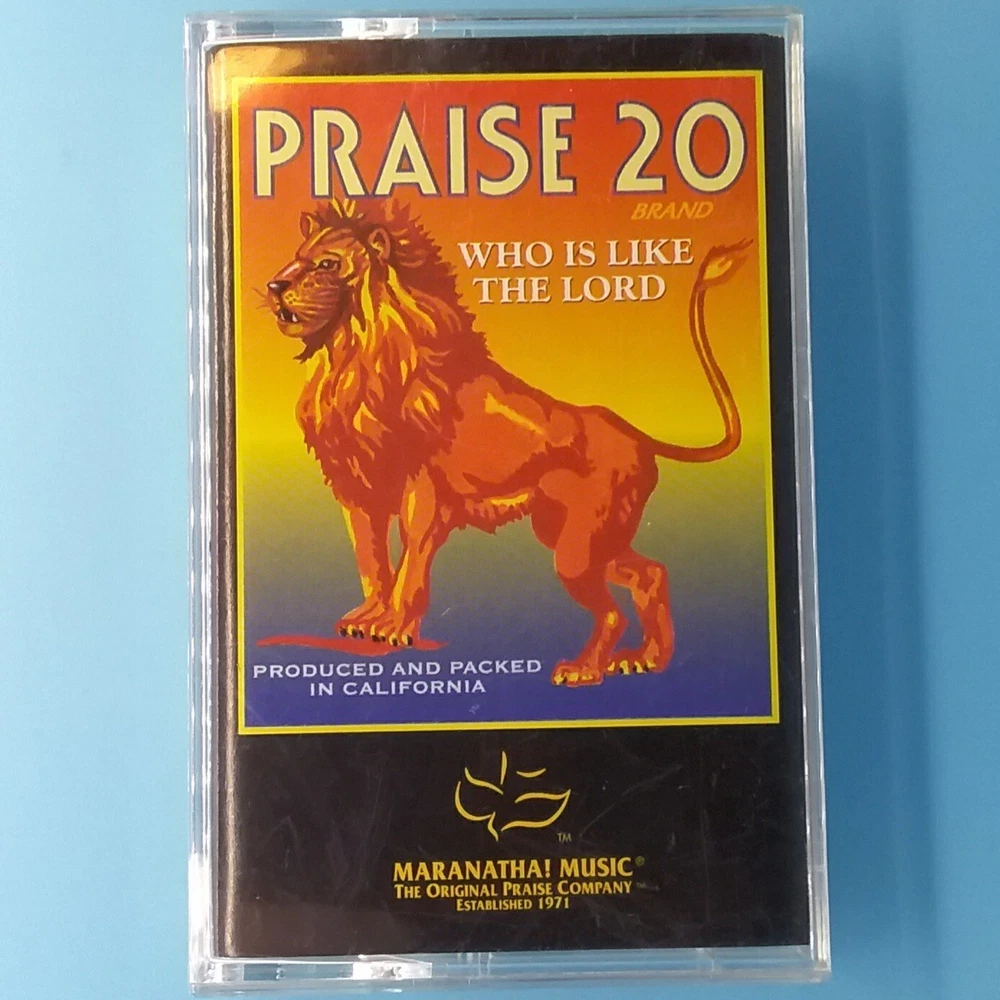 PRAISE 20
BRAND
WHO IS LIKE
THE LORD
PRODUCED AND PACKED
IN CALIFORNIA
TM
MARANATHA! MUSIC®
THE ORIGINAL PRAISE COMPANY
ESTABLISHED 1971